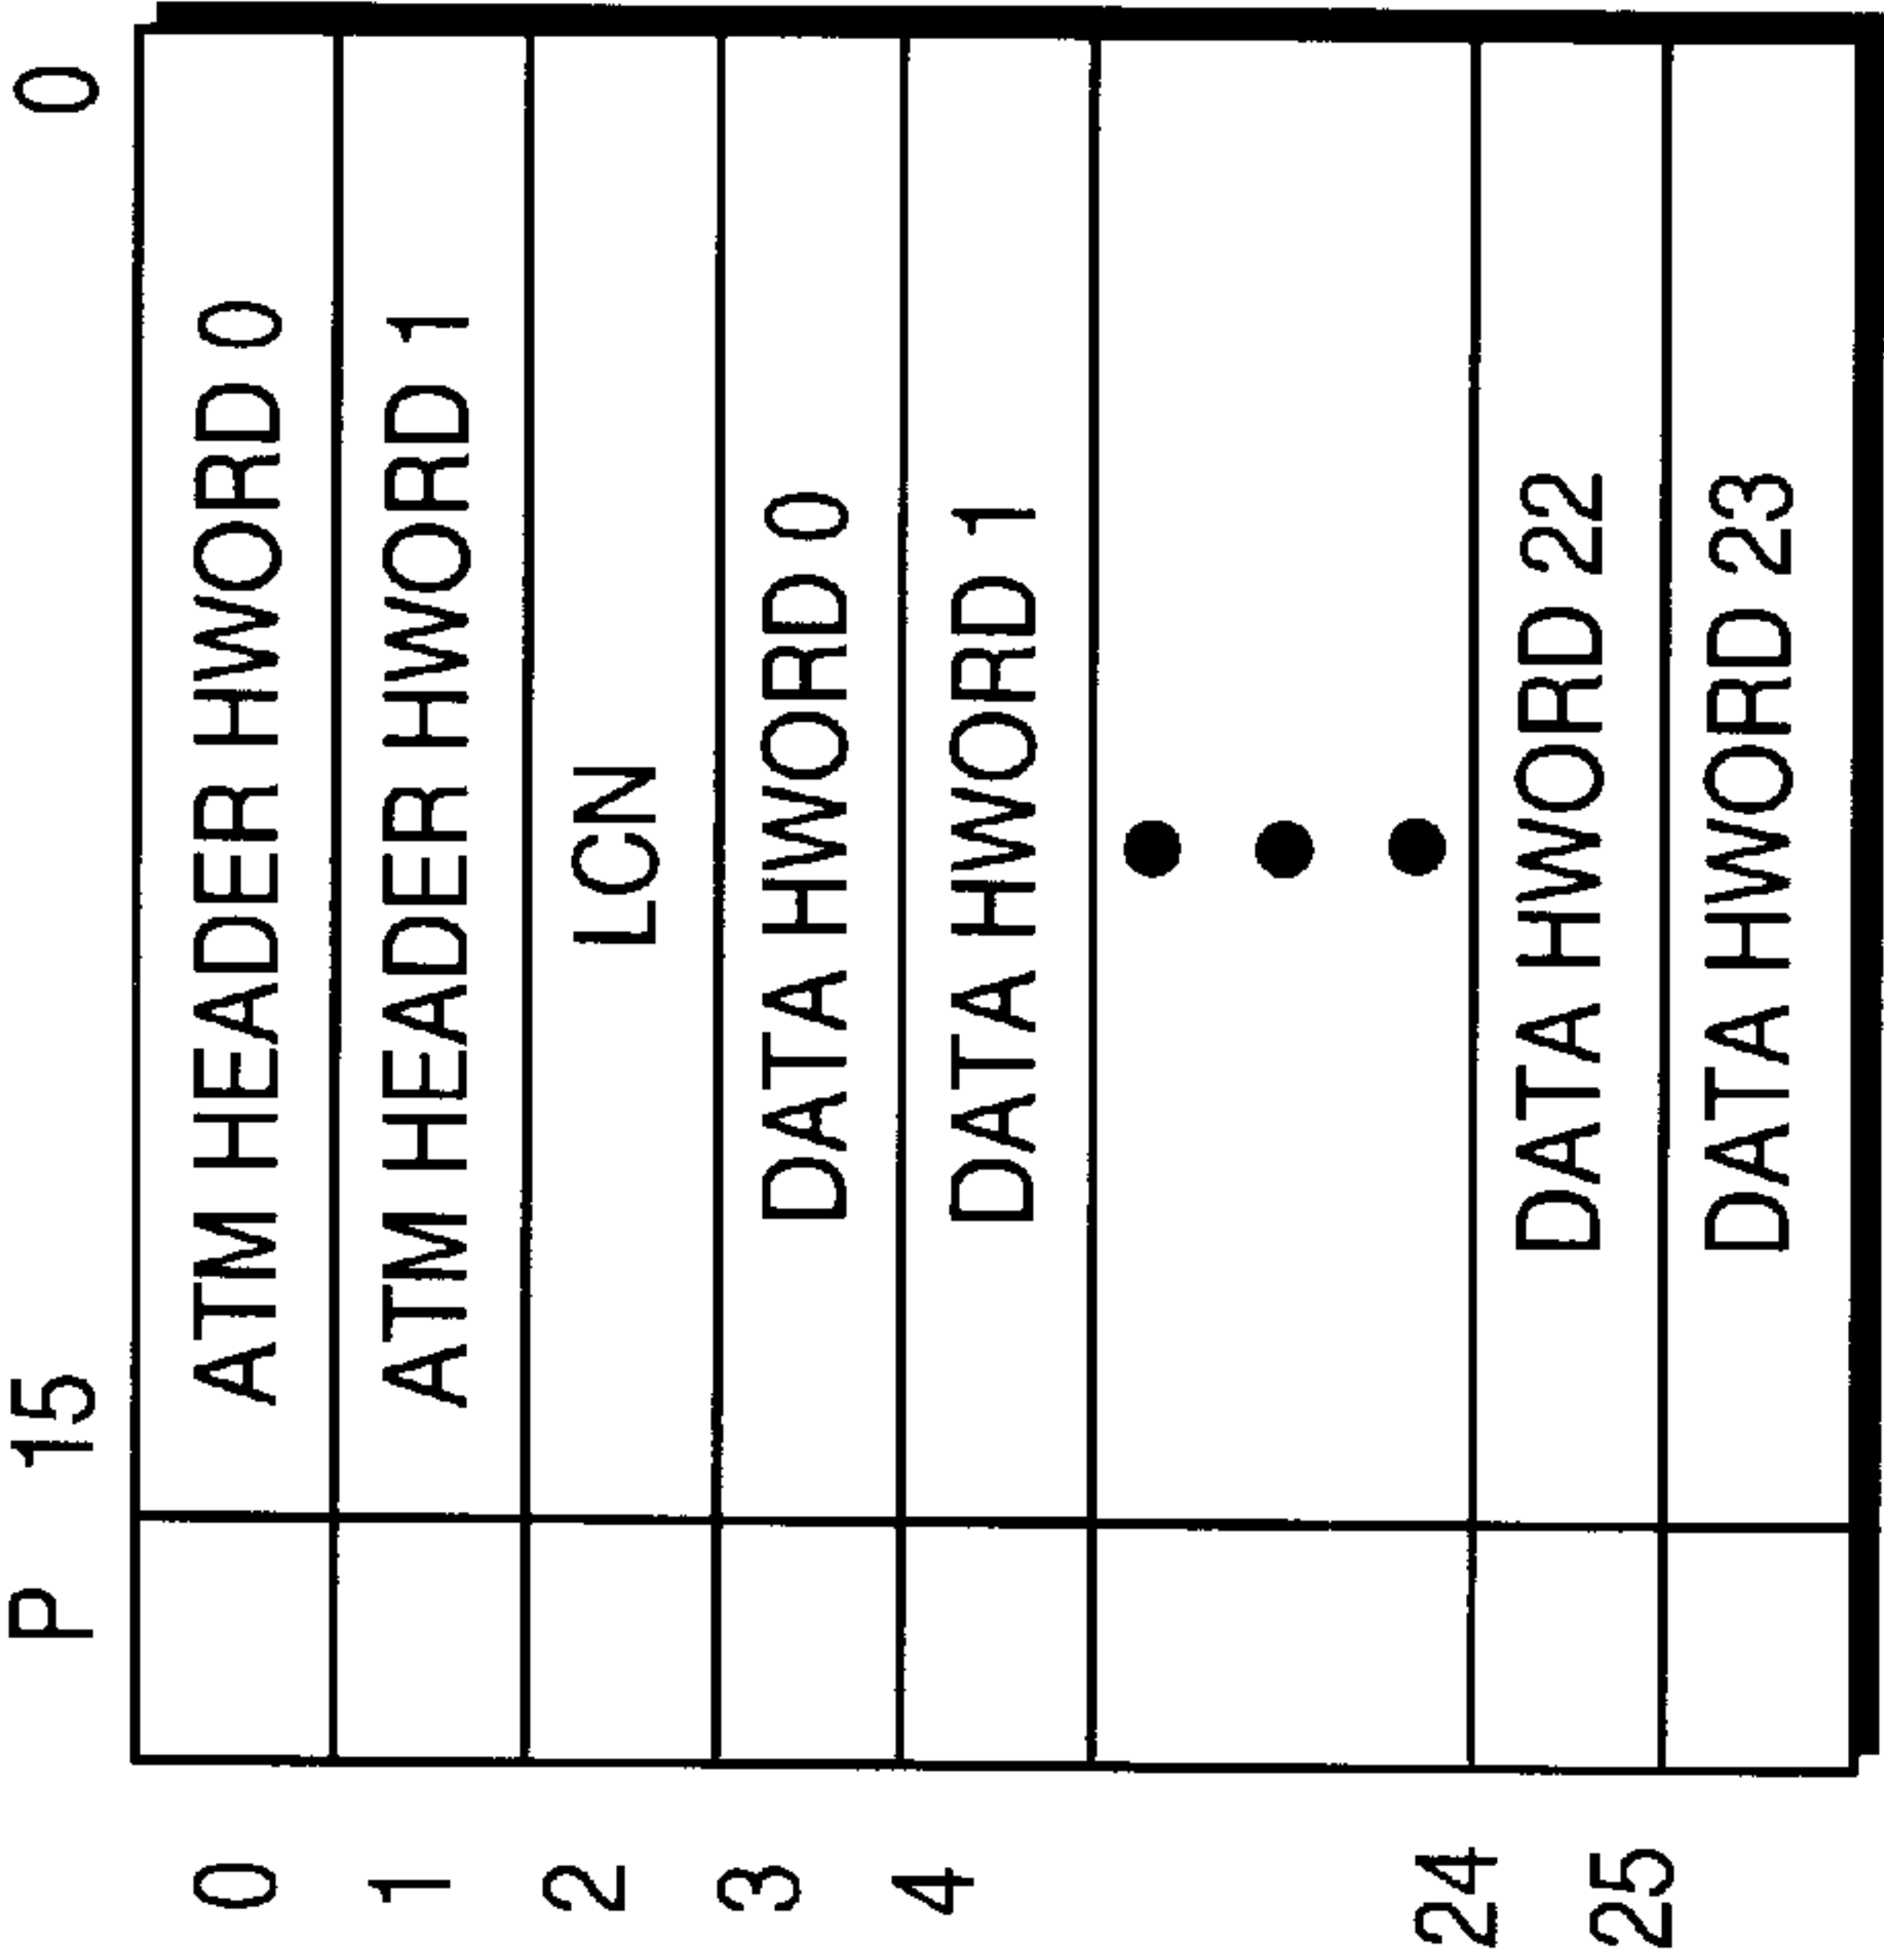 P 15 0
0 ATM HEADER HWORD 0
1 ATM HEADER HWORD 1
2 LCN
3 DATA HWORD 0
4 DATA HWORD 1
24 DATA HWORD 22
25 DATA HWORD 23